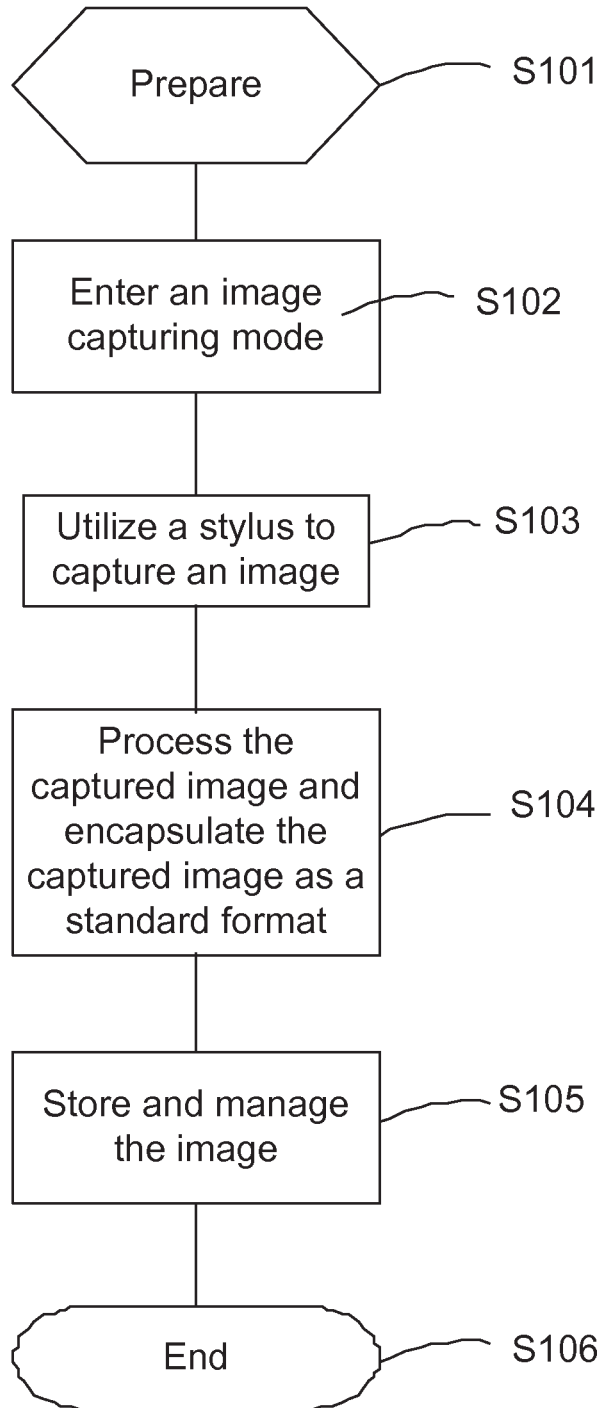 Prepare
S101
Enter an image
capturing mode
S102
Utilize a stylus to
capture an image
S103
Process the
captured image and
encapsulate the
captured image as a
standard format
S104
Store and manage
the image
S105
End
S106